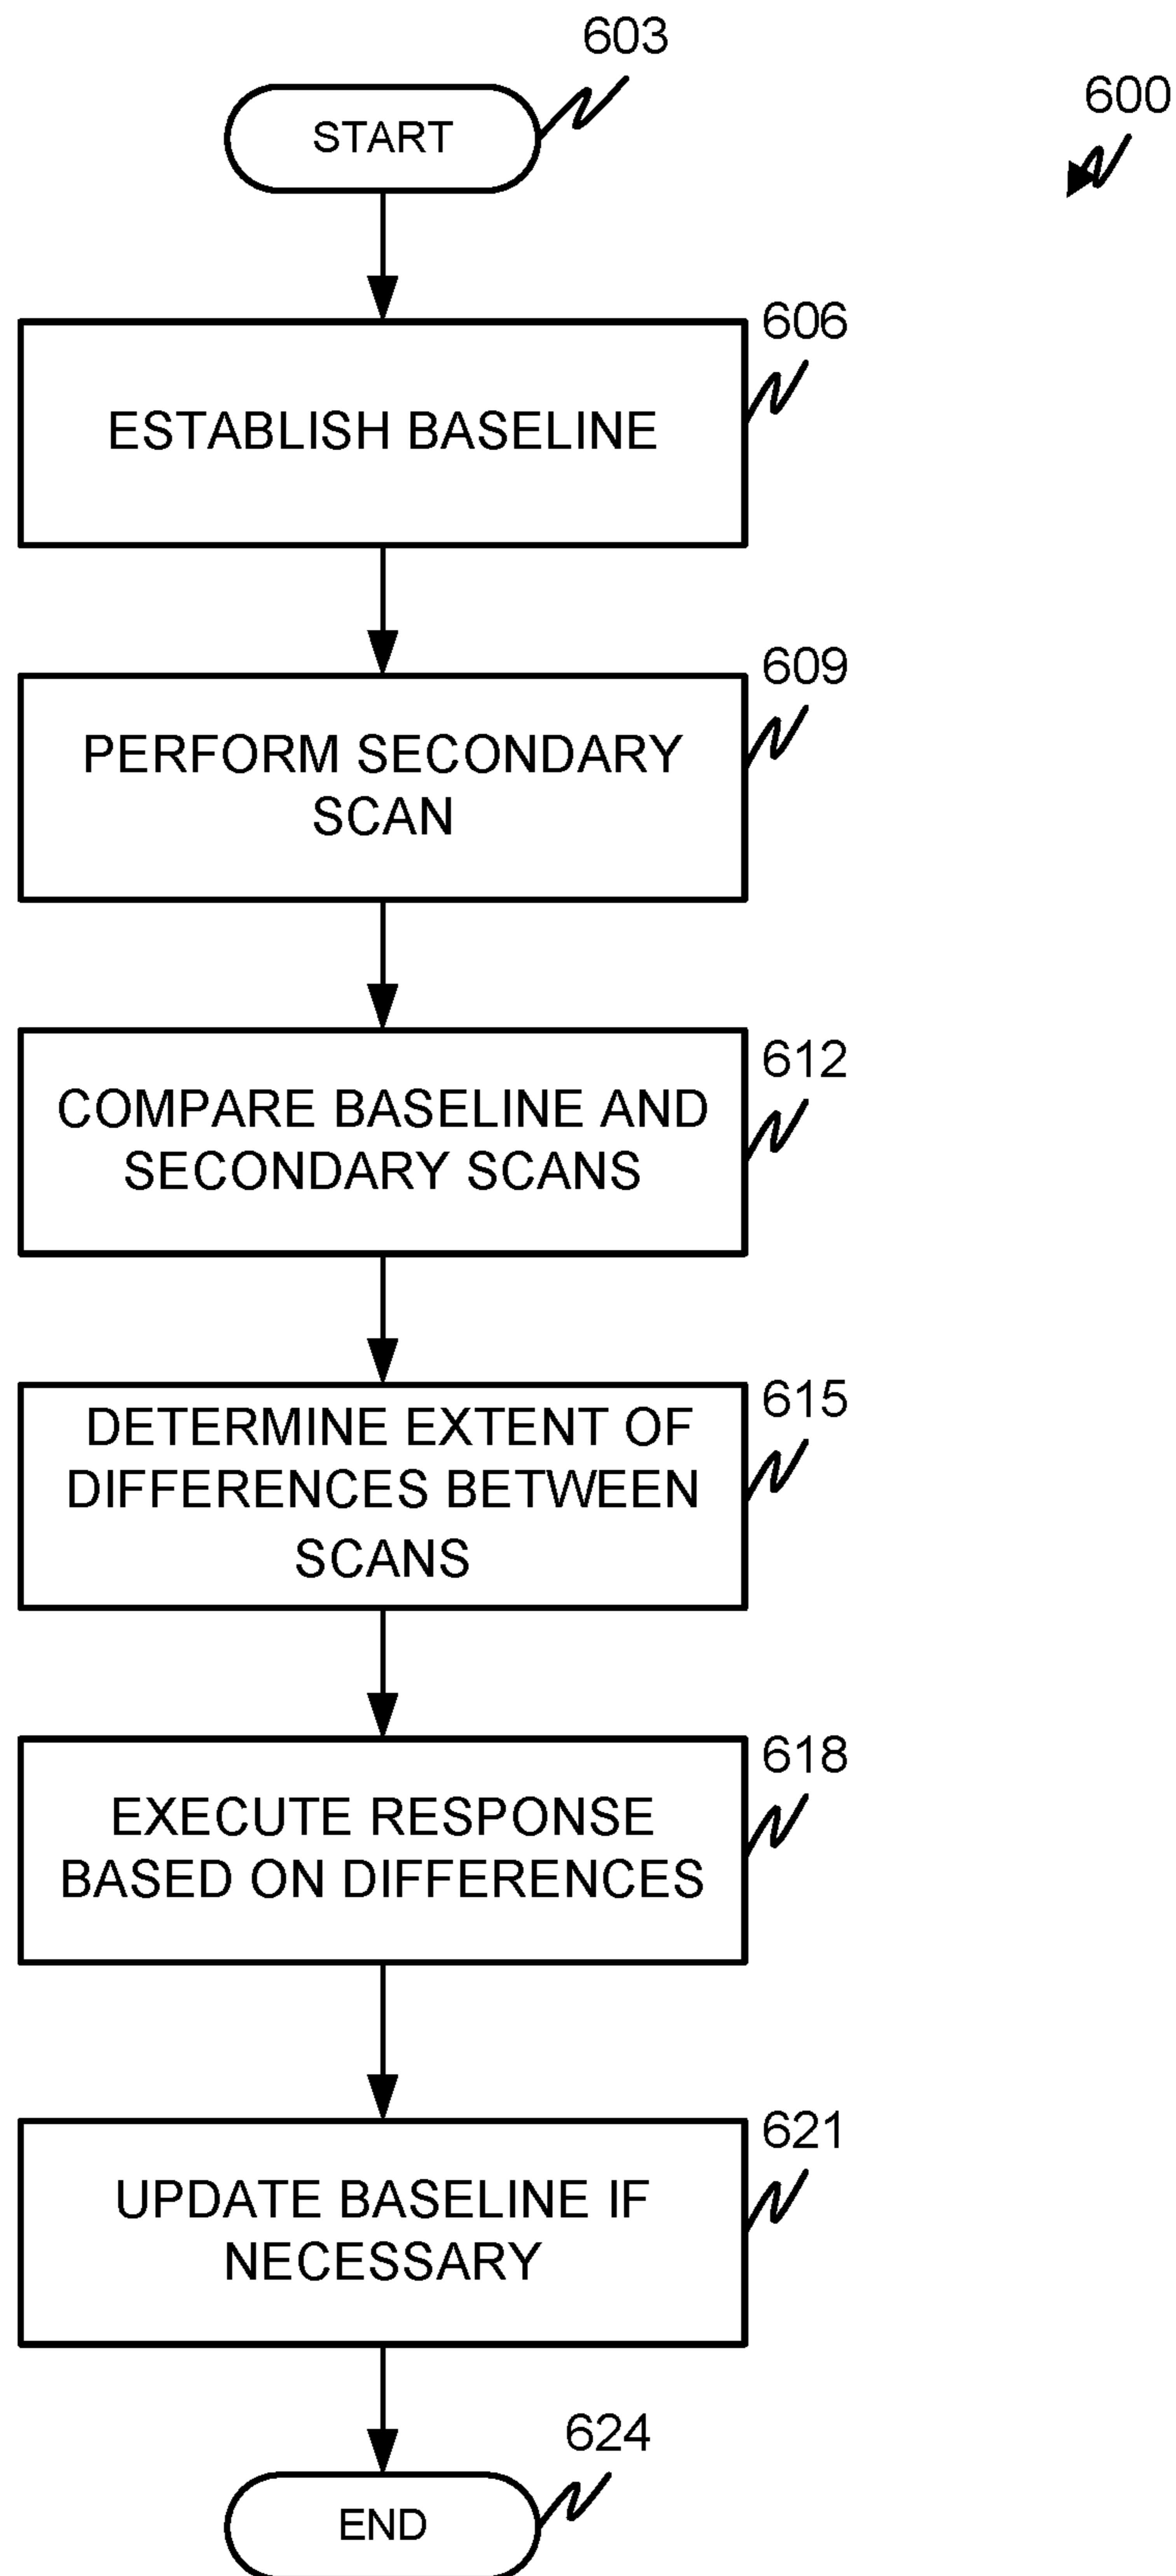 603
START
600
606
ESTABLISH BASELINE
609
PERFORM SECONDARY
SCAN
612
COMPARE BASELINE AND
SECONDARY SCANS
615
DETERMINE EXTENT OF
DIFFERENCES BETWEEN
SCANS
618
EXECUTE RESPONSE
BASED ON DIFFERENCES
621
UPDATE BASELINE IF
NECESSARY
624
END